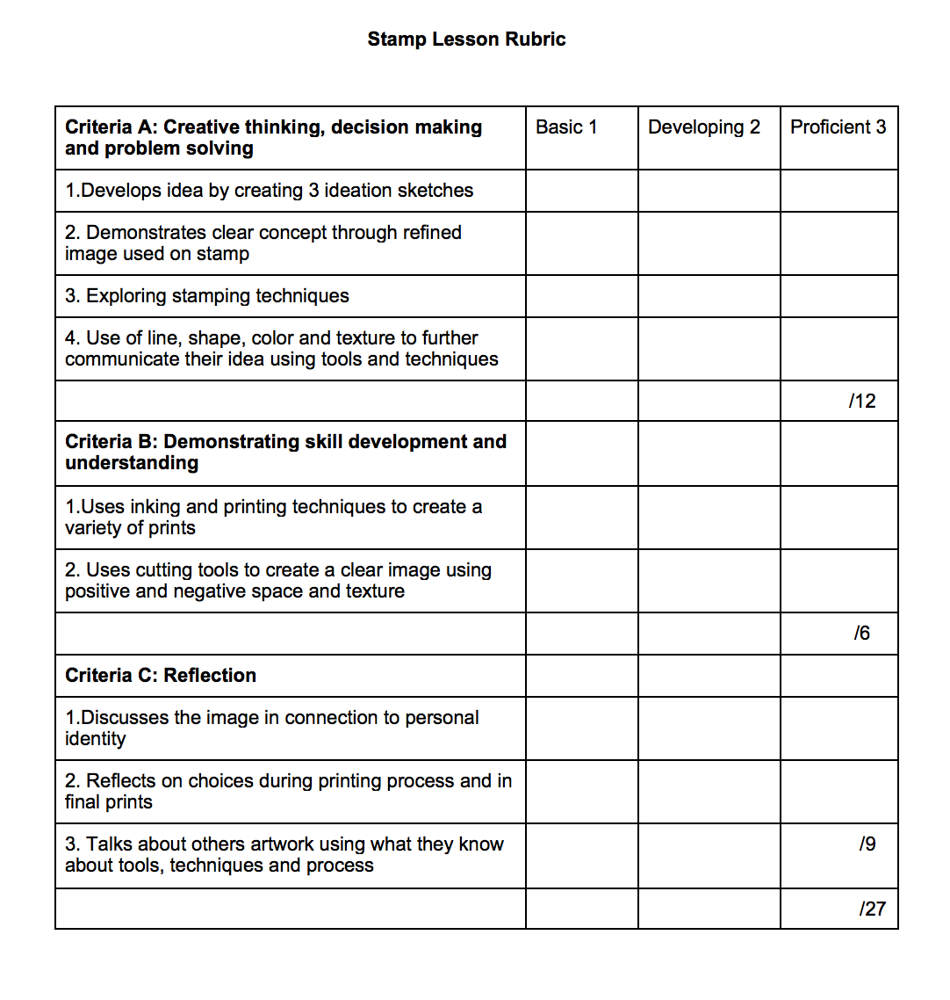 Stamp Lesson Rubric
Criteria A: Creative thinking, decision making
and problem solving
Basic 1
Developing 2
Proficient 3
1.Develops idea by creating 3 ideation sketches
2. Demonstrates clear concept through refined
image used on stamp
3. Exploring stamping techniques
4. Use of line, shape, color and texture to further
communicate their idea using tools and techniques
/12
Criteria B: Demonstrating skill development and
understanding
1.Uses inking and printing techniques to create a
variety of prints
2. Uses cutting tools to create a clear image using
positive and negative space and texture
/6
Criteria C: Reflection
1.Discusses the image in connection to personal
identity
2. Reflects on choices during printing process and in
final prints
3. Talks about others artwork using what they know
about tools, techniques and process
/9
/27